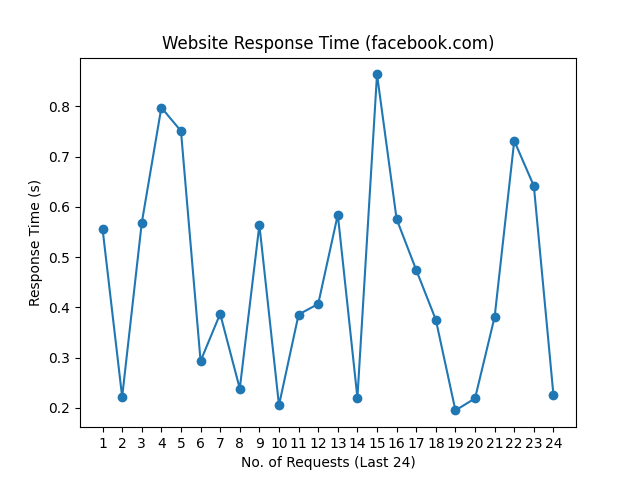 Website Response Time (facebook.com)
Response Time (s)
0.8
0.7
0.6
0.5
0.4
0.3
0.2
1 2 3 4 5 6 7 8 9 10 11 12 13 14 15 16 17 18 19 20 21 22 23 24
No. of Requests (Last 24)